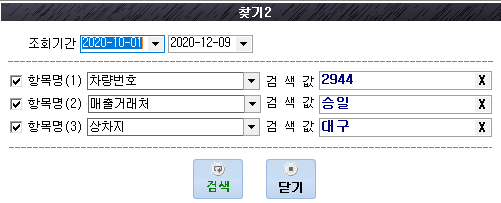 찾기2
조회기간 2020-10-01 2020-12-09
항목명(1) 차량번호 검 색 값 2944 X
항목명(2) 매출거래처 검 색 값 승일 X
항목명(3) 상차지 검 색 값 대구 X
검색 닫기